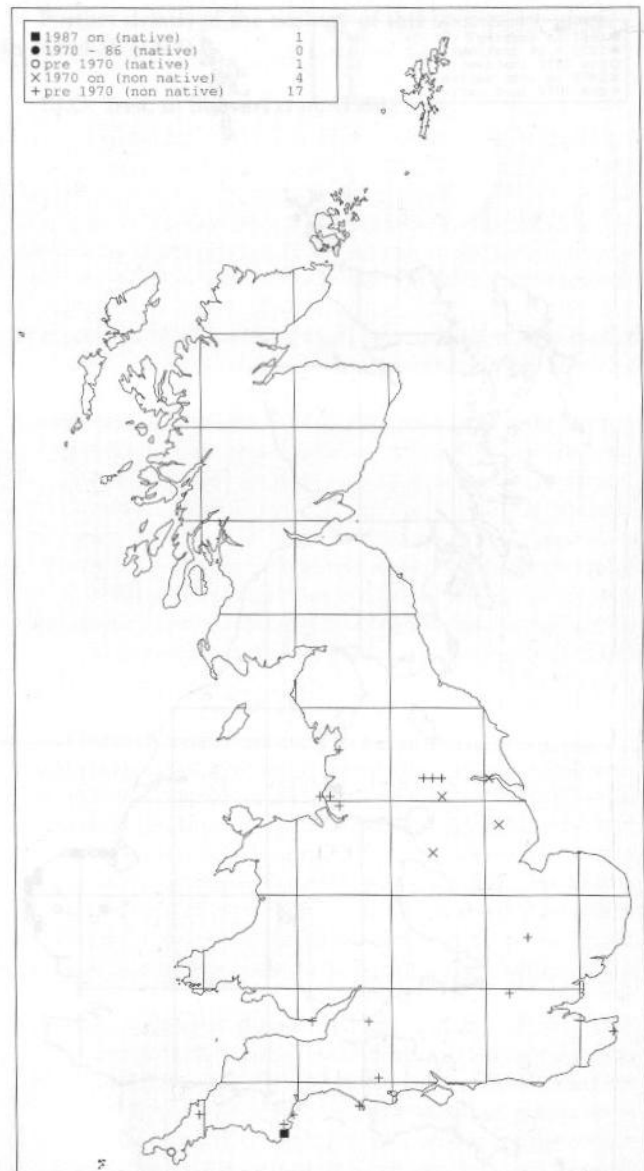 ■ 1987 on (native) 1
● 1970 - 86 (native) 0
○ pre 1970 (native) 1
× 1970 on (non native) 4
+ pre 1970 (non native) 17